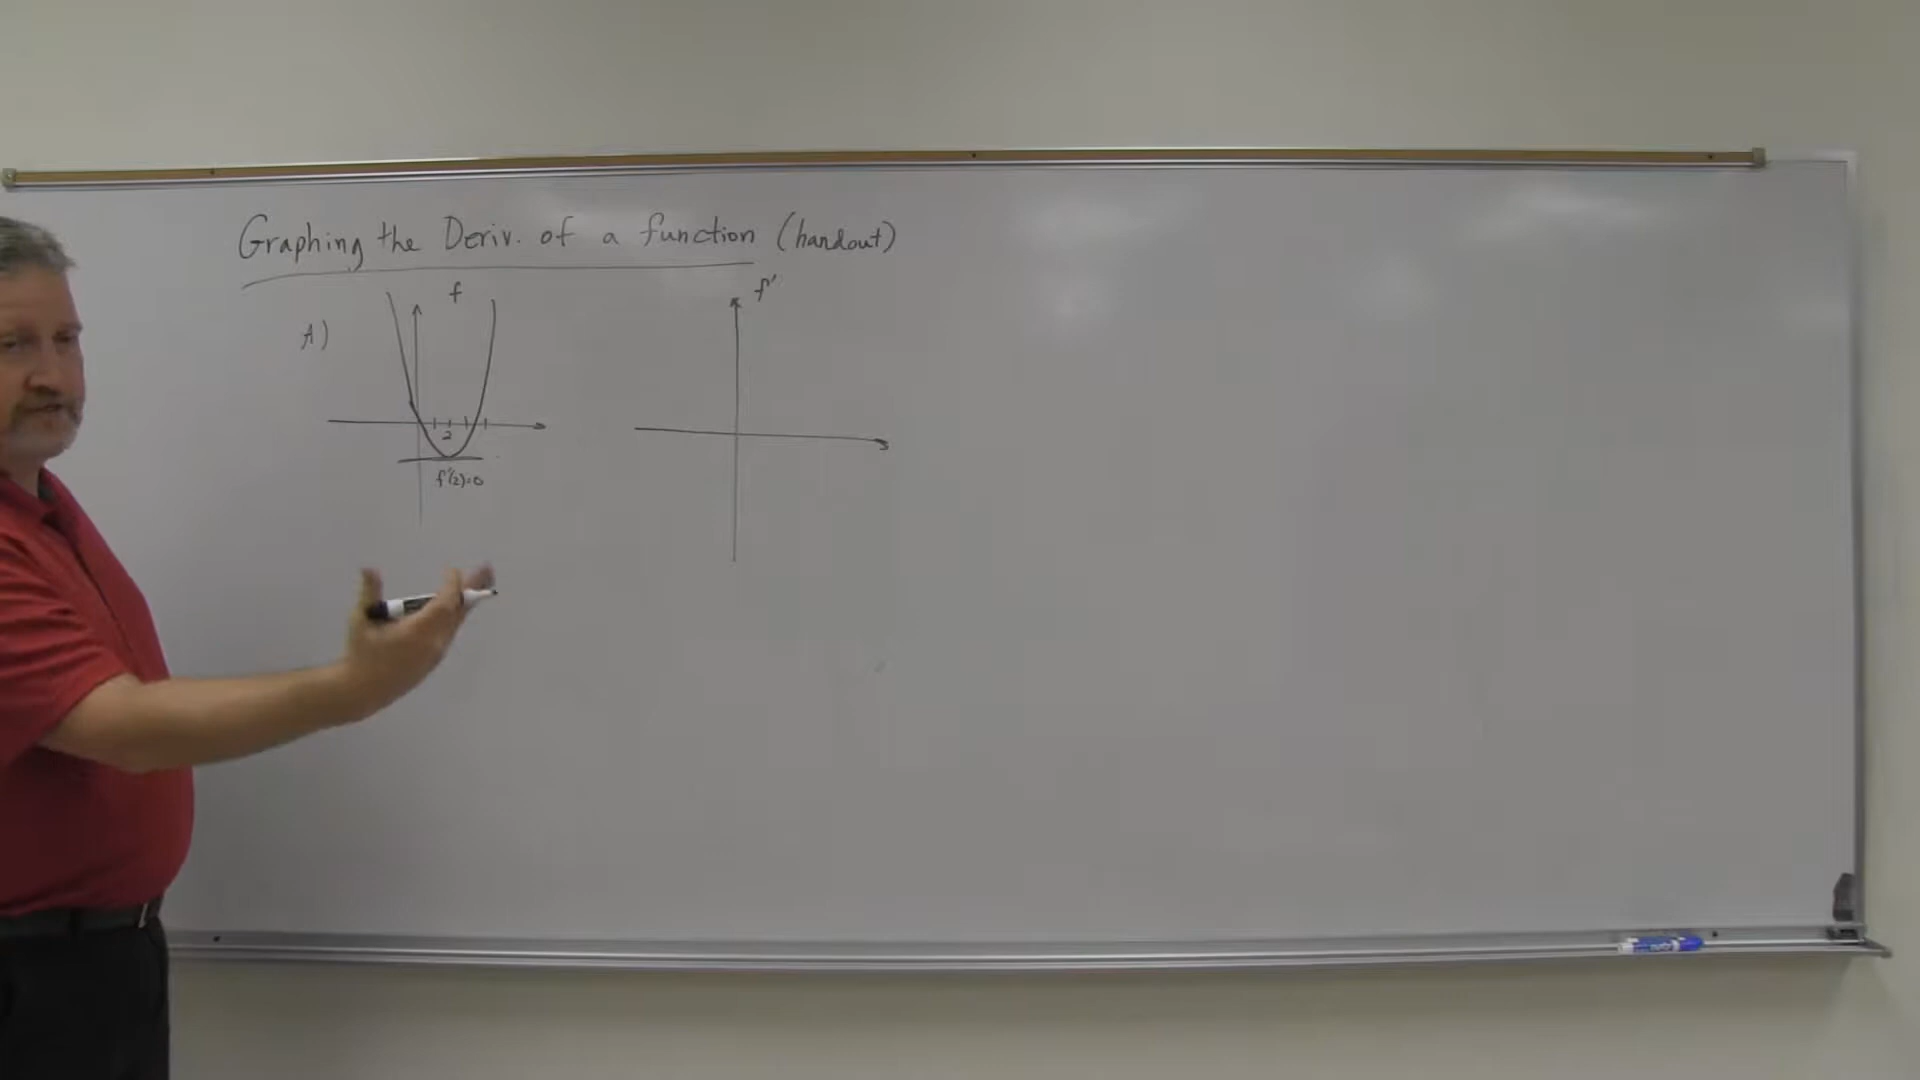 Graphing the Deriv. of a function (handout)
f
f'
A)
2
f'(2)=0